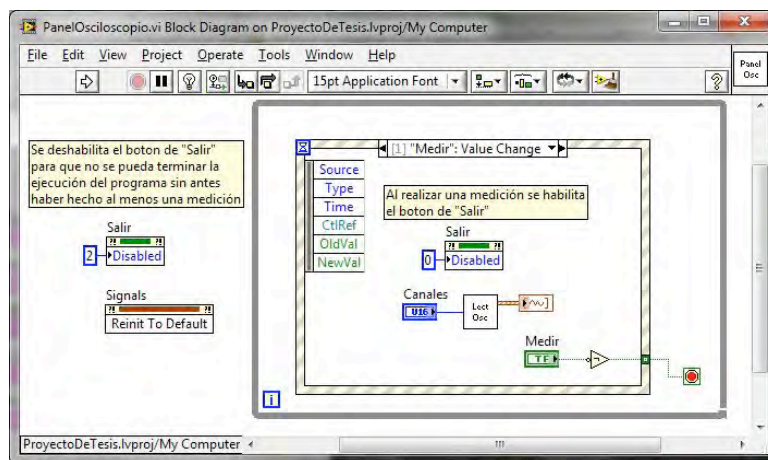 PanelOsciloscopio.vi Block Diagram on ProyectoDeTesis.lvproj/My Computer
File Edit View Project Operate Tools Window Help
15pt Application Font
?
Panel
Osc
Se deshabilita el boton de "Salir"
para que no se pueda terminar la
ejecución del programa sin antes
haber hecho al menos una medición
Salir
2
Disabled
Signals
Reinit To Default
[1] "Medir": Value Change
Source
Type
Time
CtlRef
OldVal
NewVal
Al realizar una medición se habilita
el boton de "Salir"
Salir
0
Disabled
Canales
U16
Lect
Osc
Medir
TF
i
ProyectoDeTesis.lvproj/My Computer